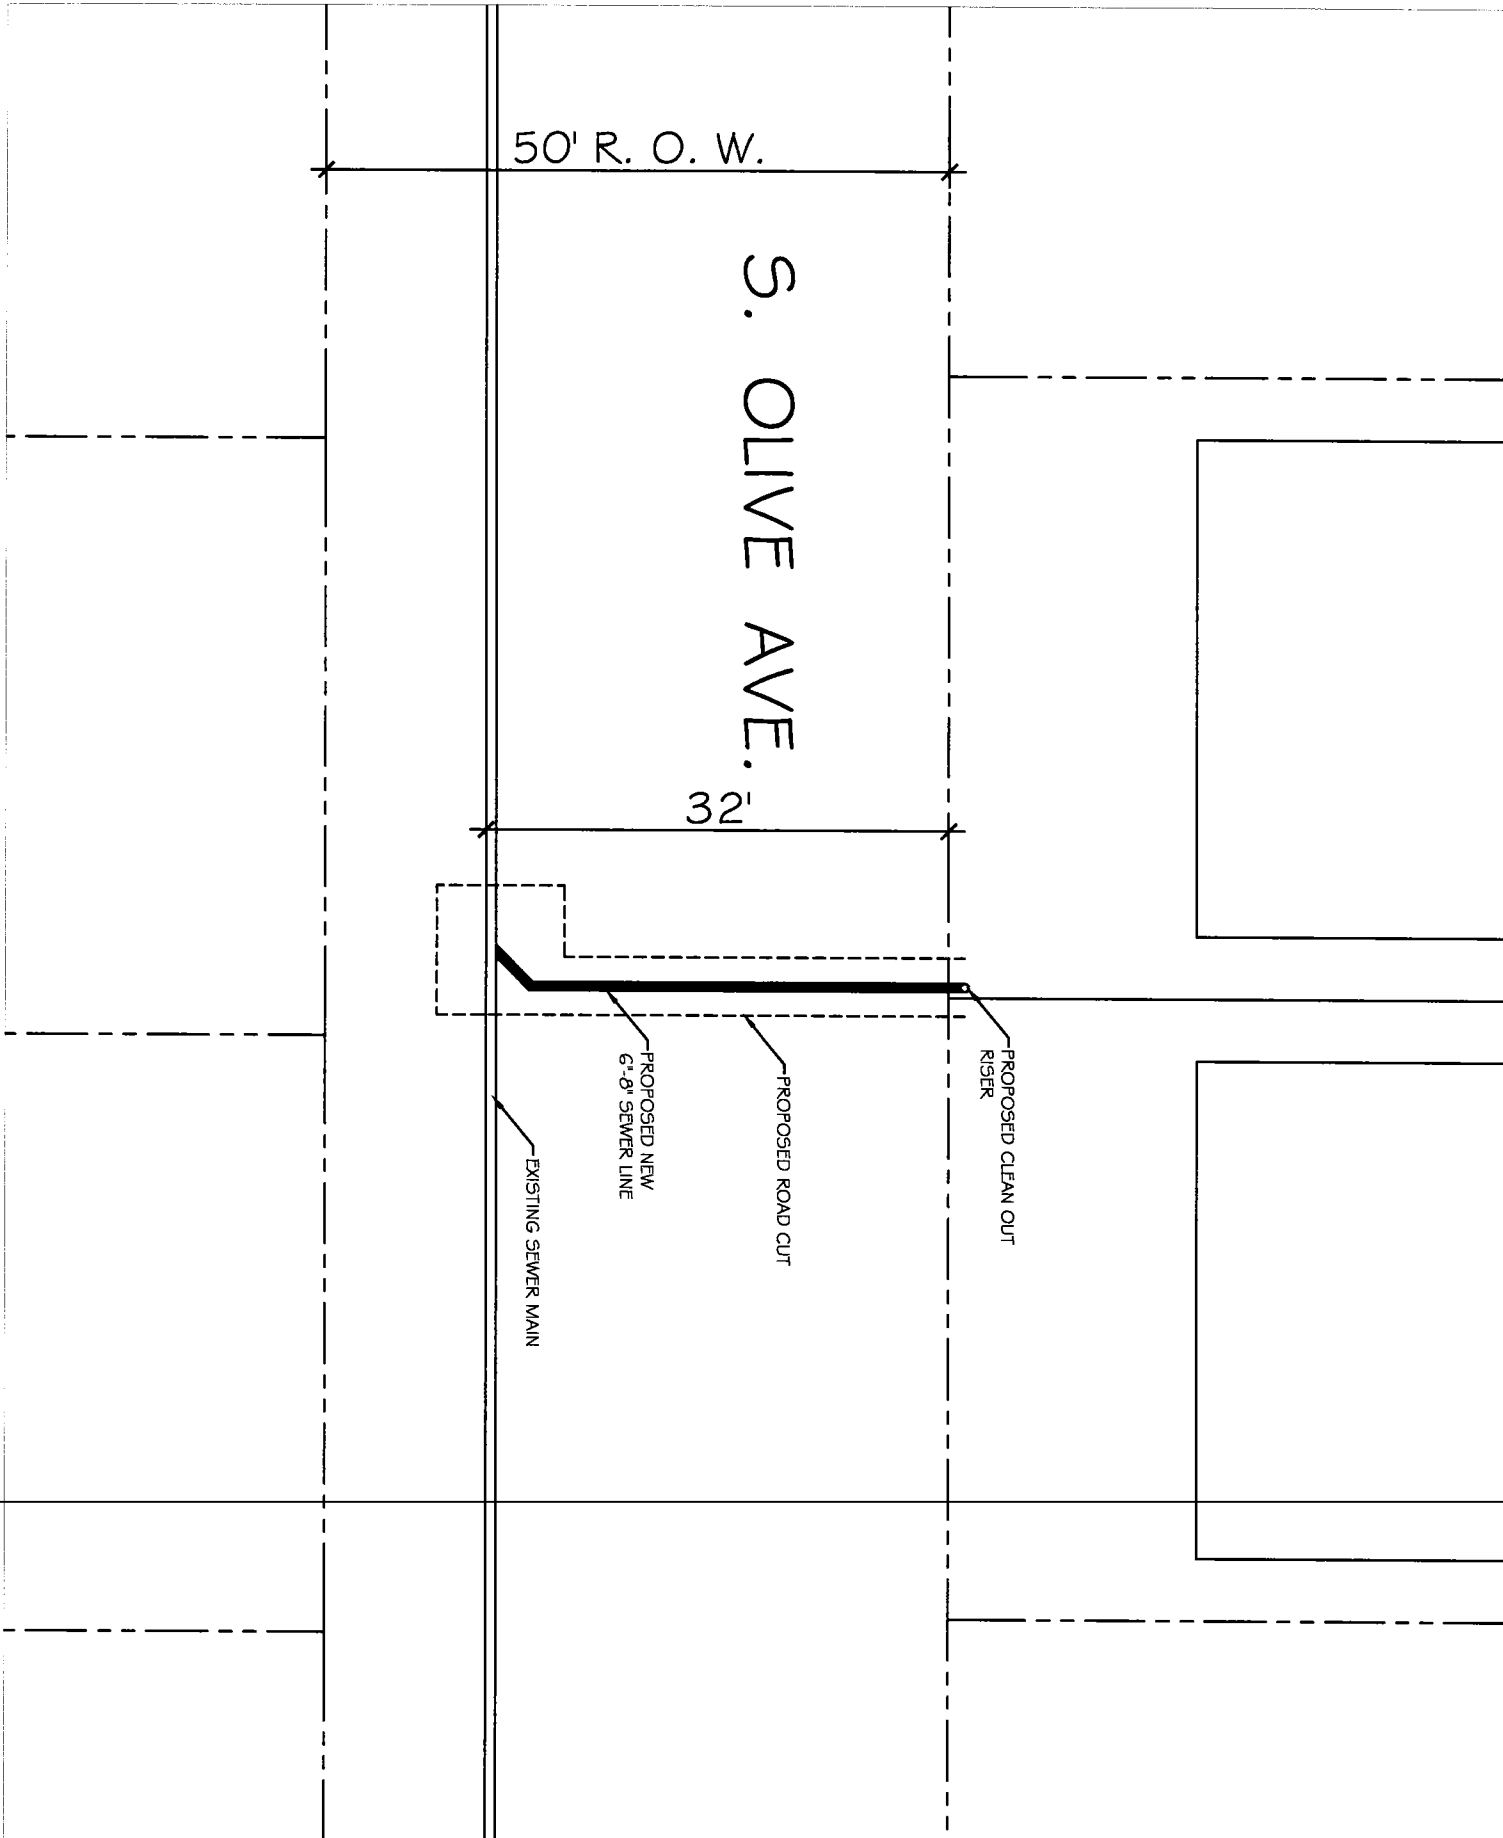 50' R. O. W.
S. OLIVE AVE.
32'
PROPOSED CLEAN OUT
RISER
PROPOSED ROAD CUT
PROPOSED NEW
6"-8" SEWER LINE
EXISTING SEWER MAIN